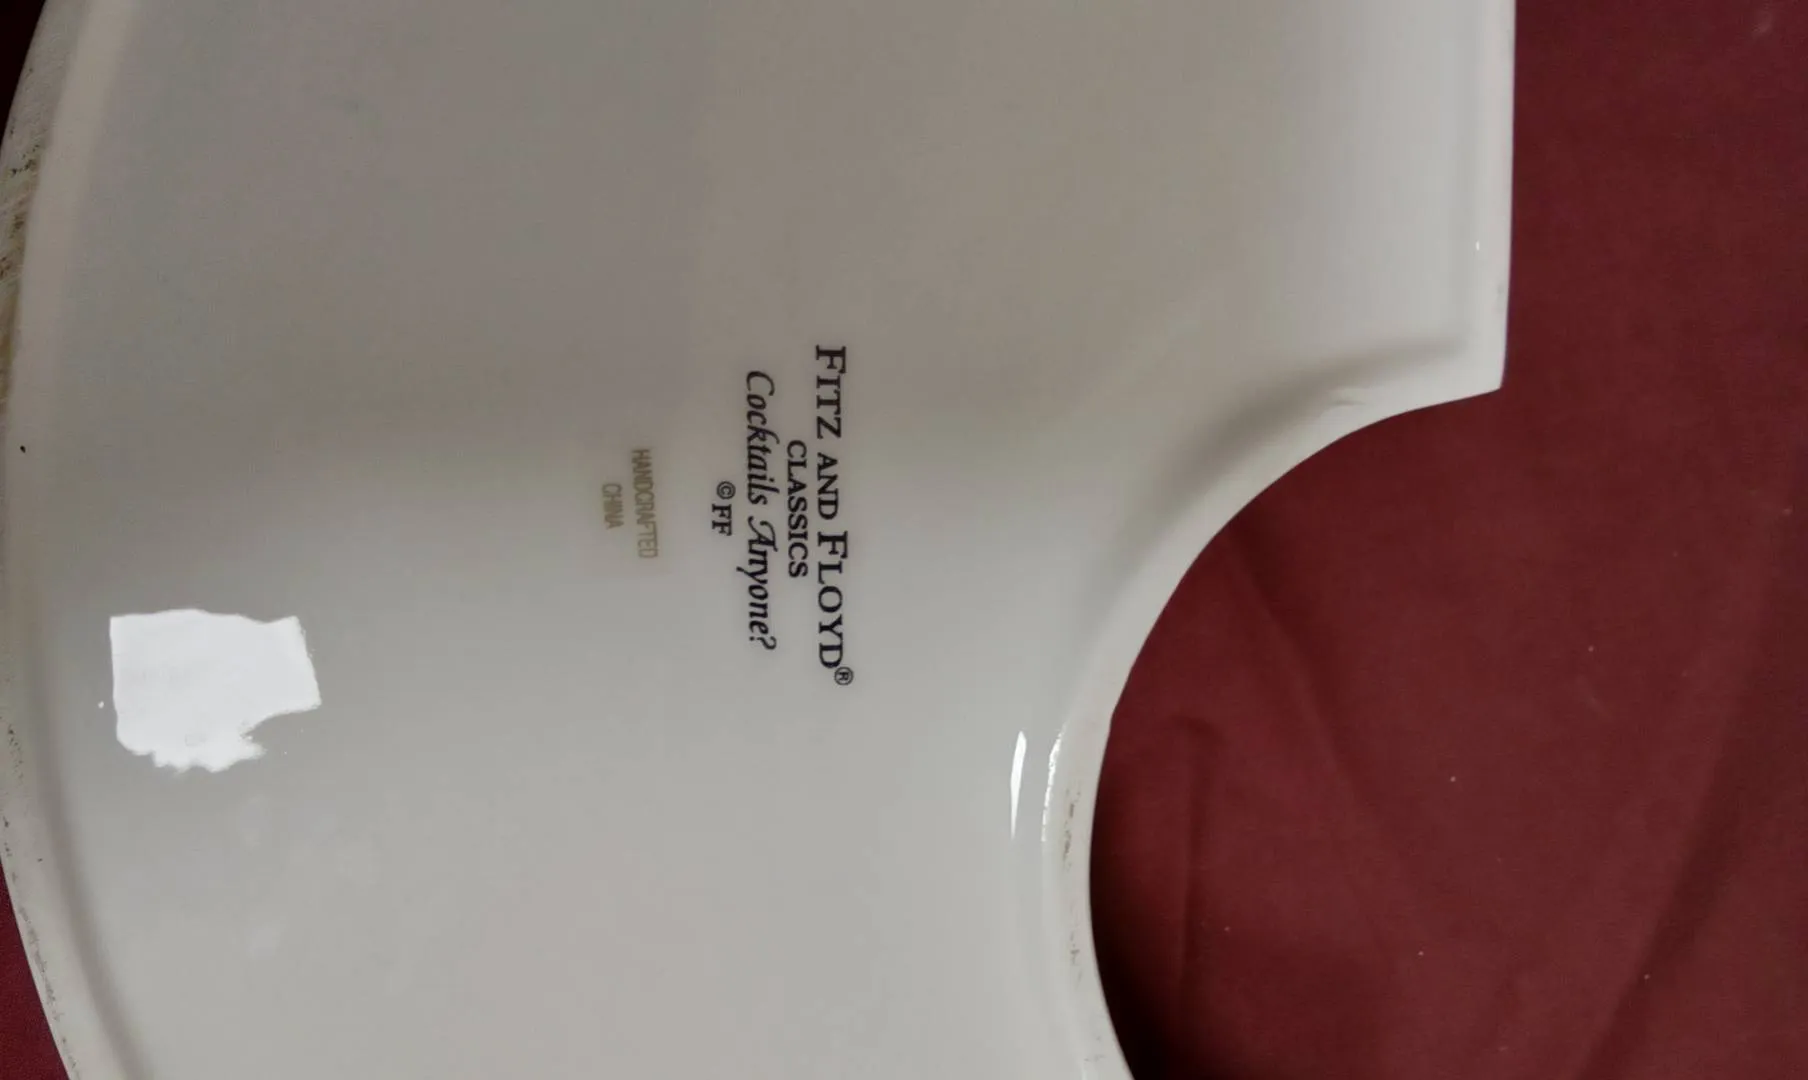 FITZ AND FLOYD®
CLASSICS
Cocktails Anyone?
© FF
HANDCRAFTED
CHINA